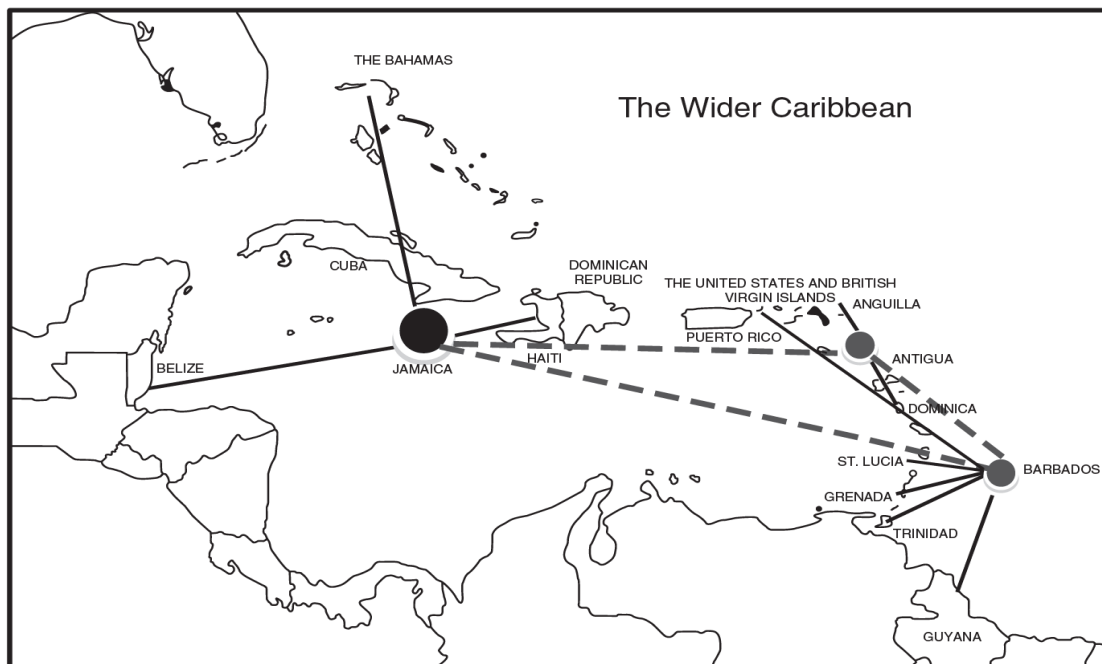 THE BAHAMAS
The Wider Caribbean
CUBA
DOMINICAN
REPUBLIC
THE UNITED STATES AND BRITISH
VIRGIN ISLANDS
ANGUILLA
PUERTO RICO
HAITI
ANTIGUA
BELIZE
JAMAICA
DOMINICA
ST. LUCIA
BARBADOS
GRENADA
TRINIDAD
GUYANA